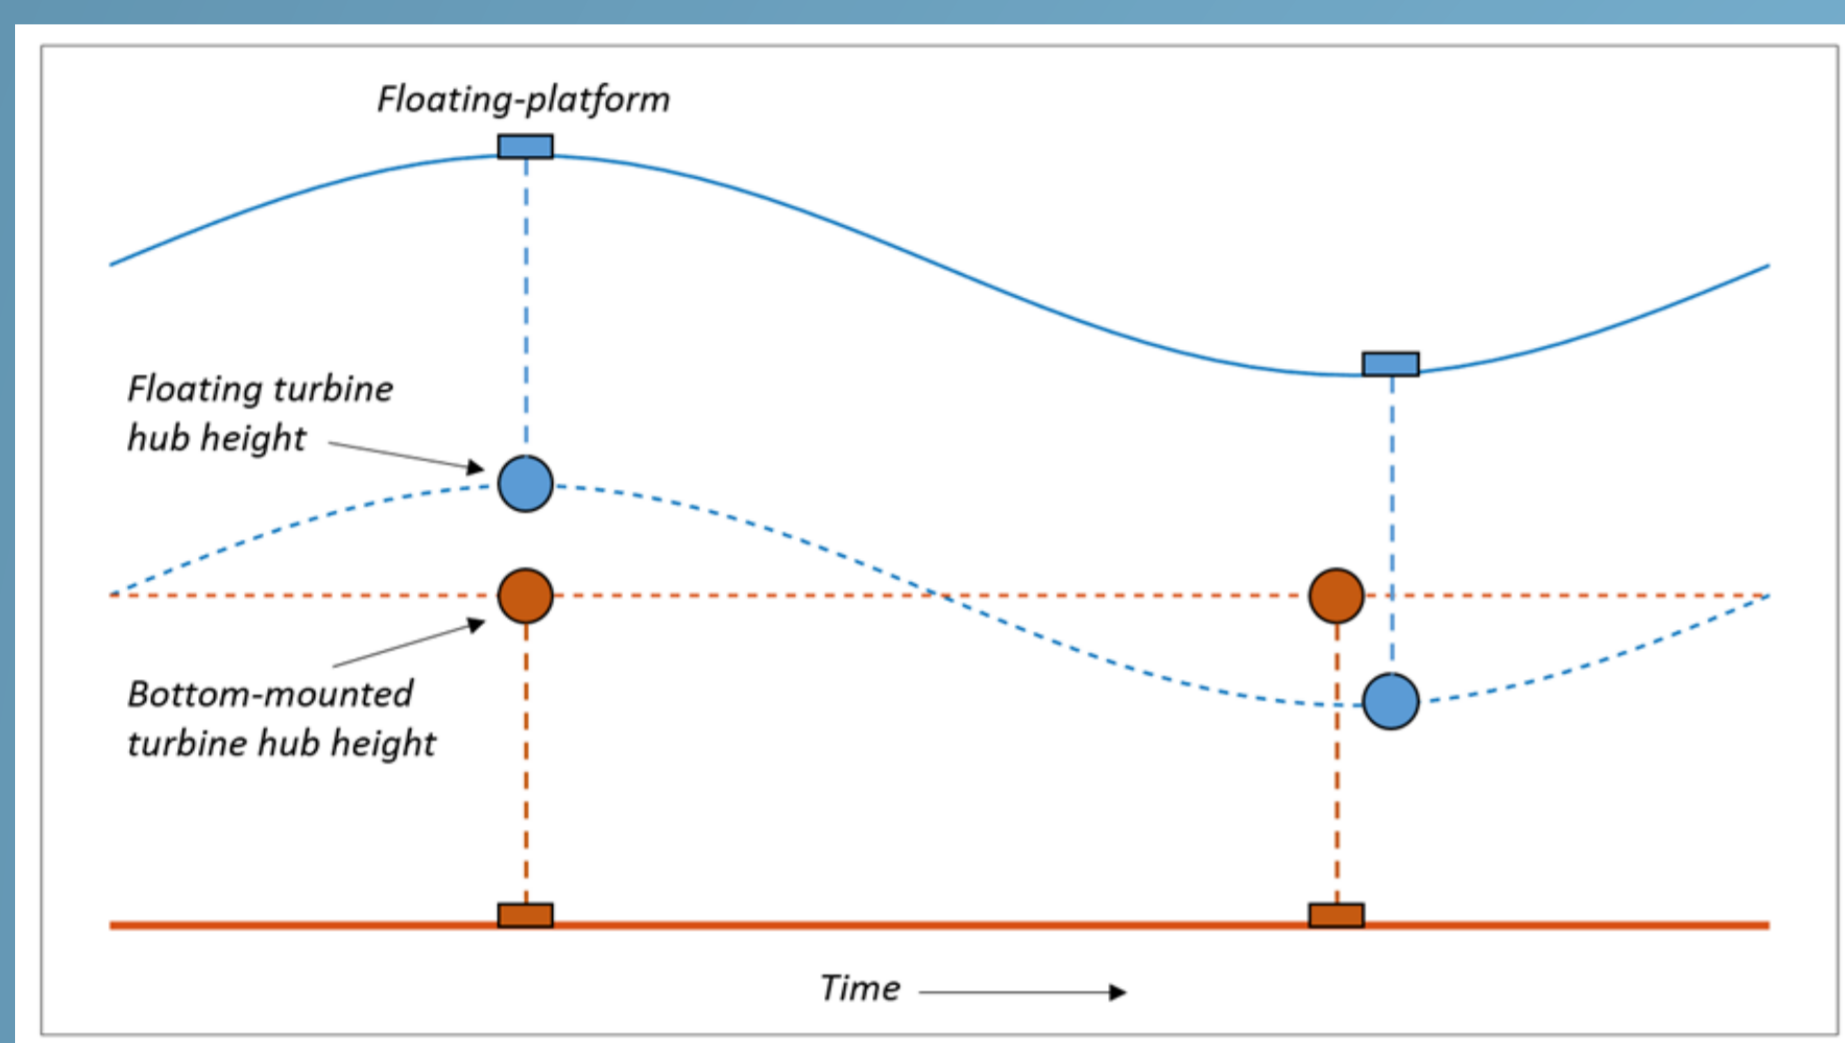 Floating-platform
Floating turbine
hub height
Bottom-mounted
turbine hub height
Time